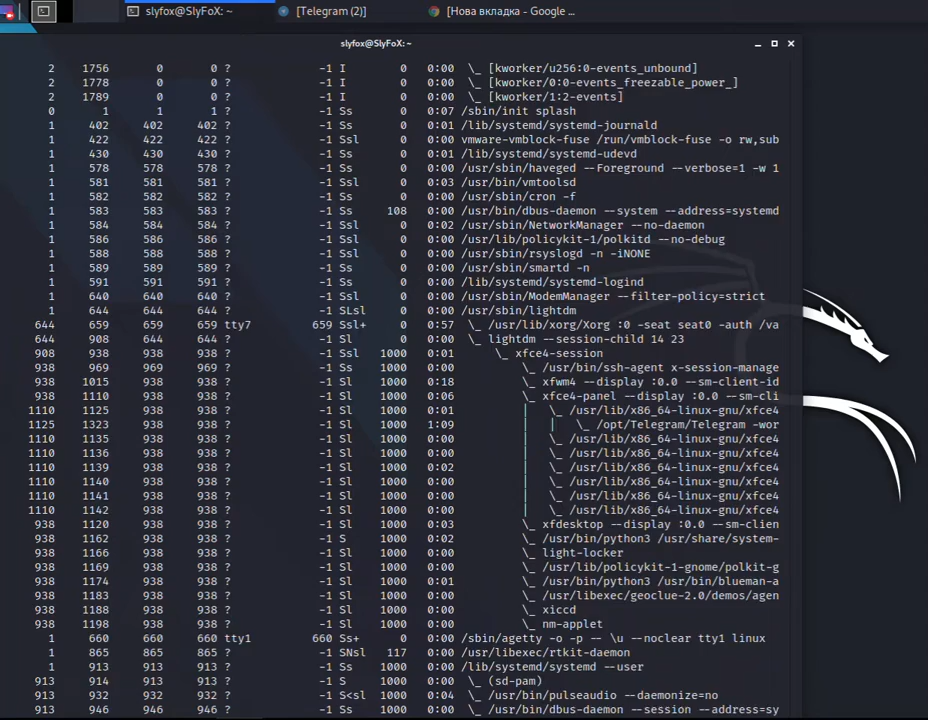 slyfox@SlyFoX: ~ [Telegram (2)] [Нова вкладка - Google ...
slyfox@SlyFoX: ~
2 1756 0 0 ? -1 I 0 0:00 \_ [kworker/u256:0-events_unbound]
2 1778 0 0 ? -1 I 0 0:00 \_ [kworker/0:0-events_freezable_power_]
2 1789 0 0 ? -1 I 0 0:00 \_ [kworker/1:2-events]
0 1 1 1 ? -1 Ss 0 0:07 /sbin/init splash
1 402 402 402 ? -1 Ss 0 0:01 /lib/systemd/systemd-journald
1 422 422 422 ? -1 Ssl 0 0:00 vmware-vmblock-fuse /run/vmblock-fuse -o rw,sub
1 430 430 430 ? -1 Ss 0 0:01 /lib/systemd/systemd-udevd
1 578 578 578 ? -1 Ss 0 0:00 /usr/sbin/haveged --Foreground --verbose=1 -w 1
1 581 581 581 ? -1 Ssl 0 0:03 /usr/bin/vmtoolsd
1 582 582 582 ? -1 Ss 0 0:00 /usr/sbin/cron -f
1 583 583 583 ? -1 Ss 108 0:00 /usr/bin/dbus-daemon --system --address=systemd
1 584 584 584 ? -1 Ssl 0 0:02 /usr/sbin/NetworkManager --no-daemon
1 586 586 586 ? -1 Ssl 0 0:00 /usr/lib/policykit-1/polkitd --no-debug
1 588 588 588 ? -1 Ssl 0 0:00 /usr/sbin/rsyslogd -n -iNONE
1 589 589 589 ? -1 Ss 0 0:00 /usr/sbin/smartd -n
1 591 591 591 ? -1 Ss 0 0:00 /lib/systemd/systemd-logind
1 640 640 640 ? -1 Ssl 0 0:00 /usr/sbin/ModemManager --filter-policy=strict
1 644 644 644 ? -1 SLsl 0 0:00 /usr/sbin/lightdm
644 659 659 659 tty7 659 Ssl+ 0 0:57 \_ /usr/lib/xorg/Xorg :0 -seat seat0 -auth /va
644 908 644 644 ? -1 Sl 0 0:00 \_ lightdm --session-child 14 23
908 938 938 938 ? -1 Ssl 1000 0:01 \_ xfce4-session
938 969 969 969 ? -1 Ss 1000 0:00 \_ /usr/bin/ssh-agent x-session-manage
938 1015 938 938 ? -1 Sl 1000 0:18 \_ xfwm4 --display :0.0 --sm-client-id
938 1110 938 938 ? -1 Sl 1000 0:06 \_ xfce4-panel --display :0.0 --sm-cli
1110 1125 938 938 ? -1 Sl 1000 0:01 | \_ /usr/lib/x86_64-linux-gnu/xfce4
1125 1323 938 938 ? -1 Sl 1000 1:09 | | \_ /opt/Telegram/Telegram -wor
1110 1135 938 938 ? -1 Sl 1000 0:00 | \_ /usr/lib/x86_64-linux-gnu/xfce4
1110 1136 938 938 ? -1 Sl 1000 0:00 | \_ /usr/lib/x86_64-linux-gnu/xfce4
1110 1139 938 938 ? -1 Sl 1000 0:02 | \_ /usr/lib/x86_64-linux-gnu/xfce4
1110 1140 938 938 ? -1 Sl 1000 0:00 | \_ /usr/lib/x86_64-linux-gnu/xfce4
1110 1141 938 938 ? -1 Sl 1000 0:00 | \_ /usr/lib/x86_64-linux-gnu/xfce4
1110 1142 938 938 ? -1 Sl 1000 0:00 | \_ /usr/lib/x86_64-linux-gnu/xfce4
938 1120 938 938 ? -1 Sl 1000 0:03 \_ xfdesktop --display :0.0 --sm-clien
938 1162 938 938 ? -1 S 1000 0:02 \_ /usr/bin/python3 /usr/share/system-
938 1166 938 938 ? -1 Sl 1000 0:00 \_ light-locker
938 1167 938 938 ? -1 Sl 1000 0:00 \_ /usr/lib/policykit-1-gnome/polkit-g
938 1174 938 938 ? -1 Sl 1000 0:01 \_ /usr/bin/python3 /usr/bin/blueman-a
938 1183 938 938 ? -1 Sl 1000 0:00 \_ /usr/libexec/geoclue-2.0/demos/agen
938 1188 938 938 ? -1 Sl 1000 0:00 \_ xiccd
938 1198 938 938 ? -1 Sl 1000 0:00 \_ nm-applet
1 660 660 660 tty1 660 Ss+ 0 0:00 /sbin/agetty -o -p -- \u --noclear tty1 linux
1 865 865 865 ? -1 SNsl 117 0:00 /usr/libexec/rtkit-daemon
1 913 913 913 ? -1 Ss 1000 0:00 /lib/systemd/systemd --user
913 914 913 913 ? -1 S 1000 0:00 \_ (sd-pam)
913 932 932 932 ? -1 S<sl 1000 0:04 \_ /usr/bin/pulseaudio --daemonize=no
913 946 946 946 ? -1 Ss 1000 0:00 \_ /usr/bin/dbus-daemon --session --address=sy